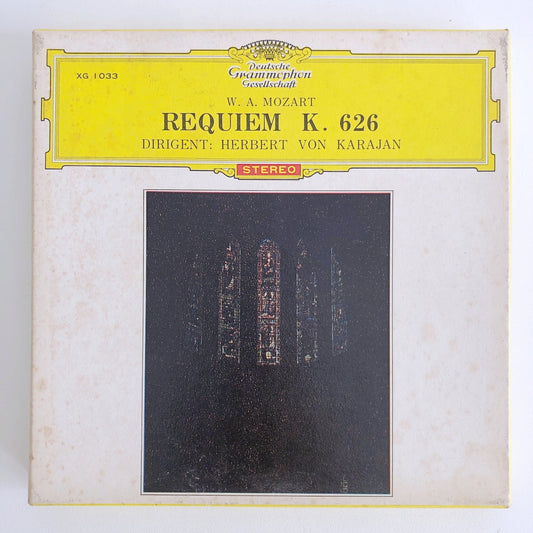 XG 1033
Deutsche
Grammophon
Gesellschaft
W. A. MOZART
REQUIEM K. 626
DIRIGENT: HERBERT VON KARAJAN
STEREO